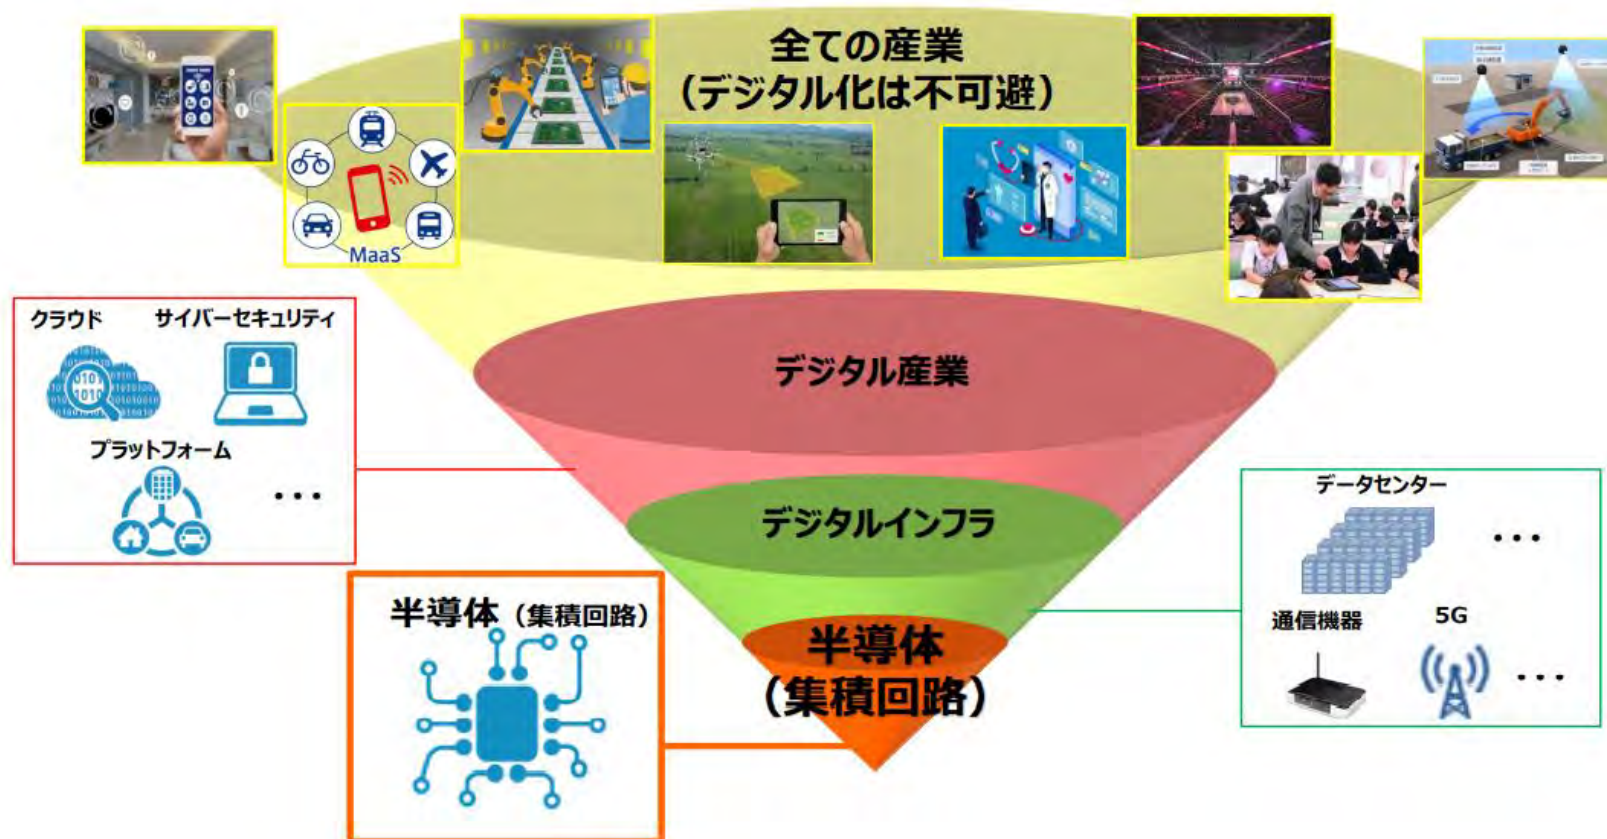 全ての産業
（デジタル化は不可避）
MaaS
クラウド
サイバーセキュリティ
プラットフォーム
・・・
デジタル産業
デジタルインフラ
データセンター
・・・
通信機器
5G
・・・
半導体（集積回路）
半導体
（集積回路）